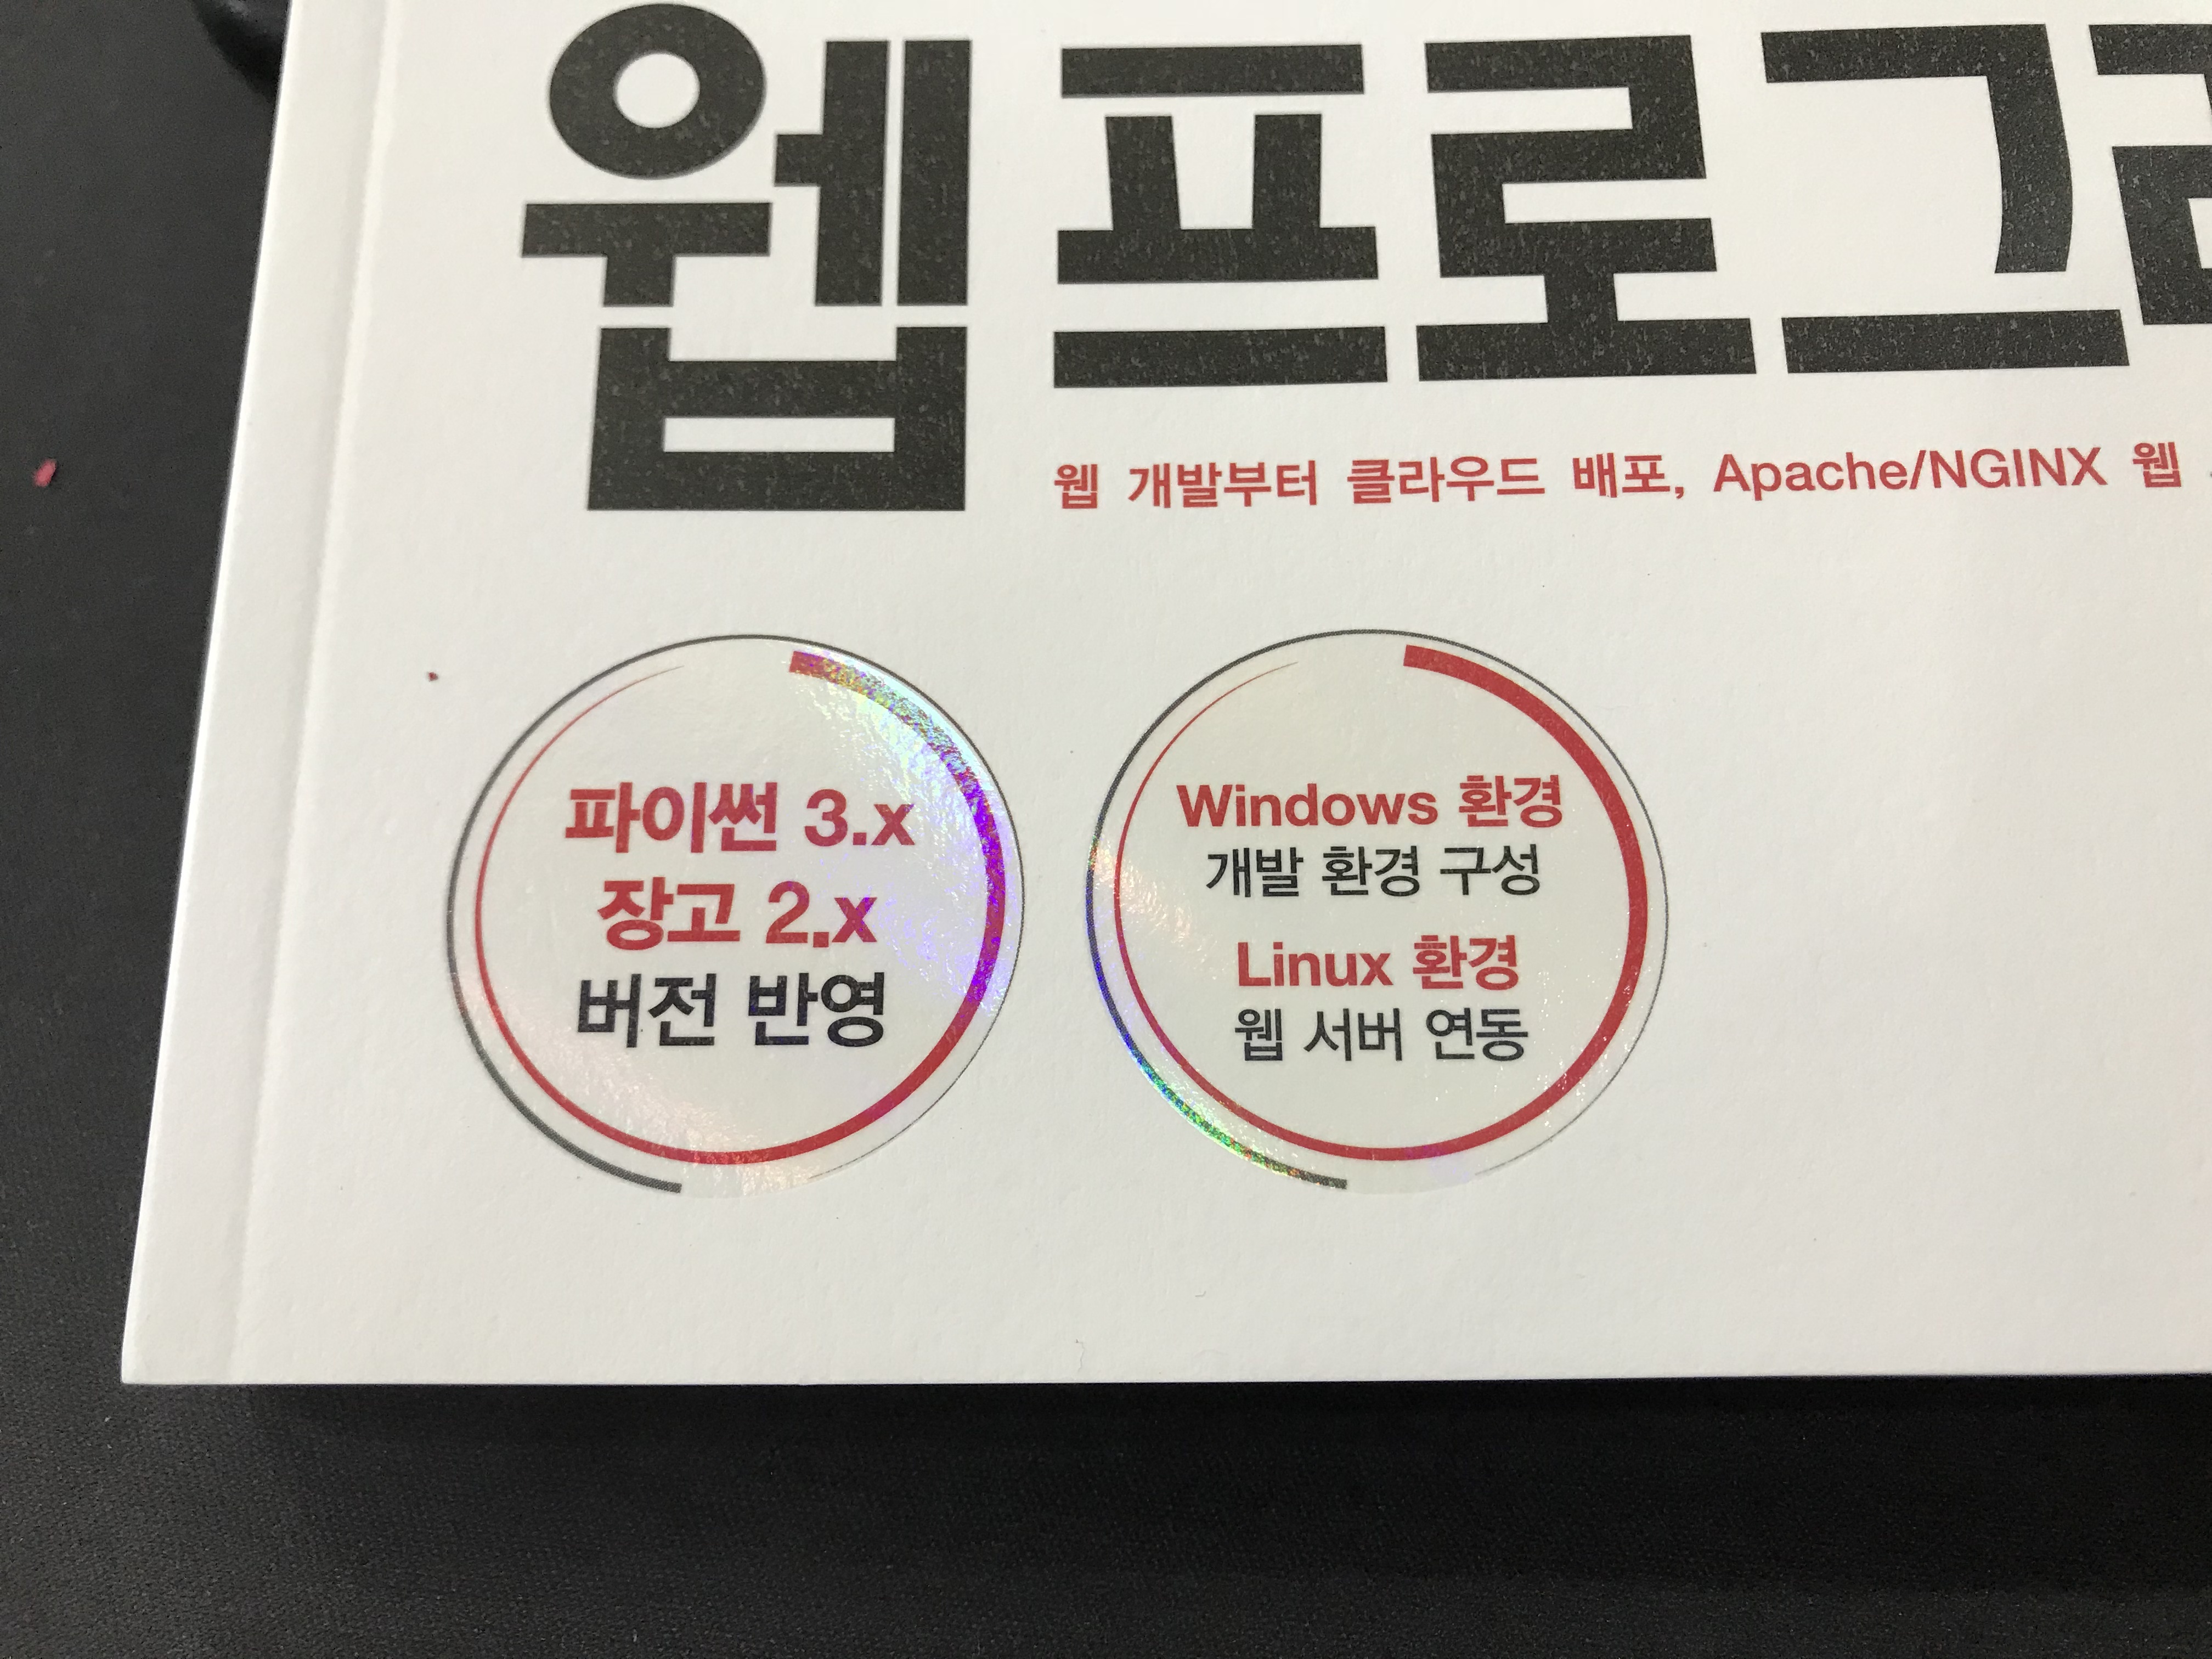 웹 프로그
웹 개발부터 클라우드 배포, Apache/NGINX 웹
파이썬 3.x
장고 2.x
버전 반영
Windows 환경
개발 환경 구성
Linux 환경
웹 서버 연동